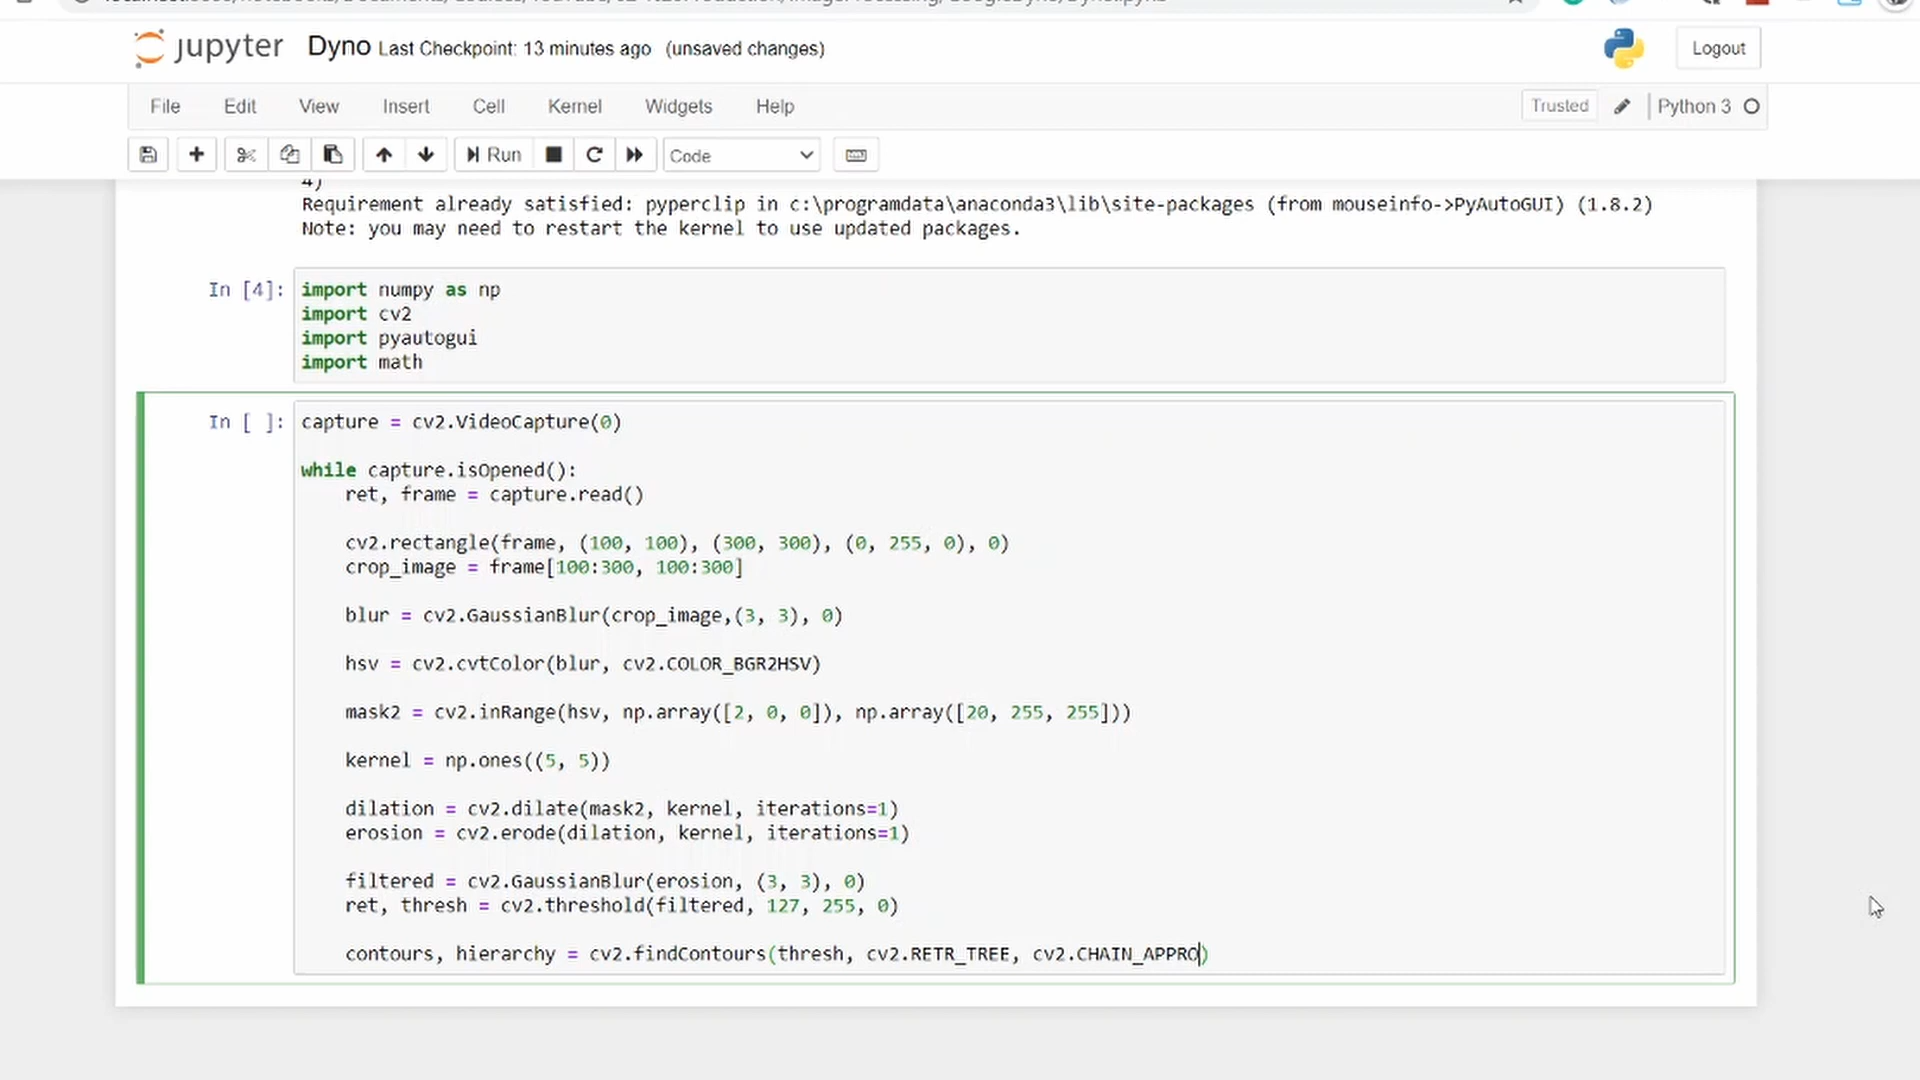 jupyter Dyno Last Checkpoint: 13 minutes ago (unsaved changes) Logout
File Edit View Insert Cell Kernel Widgets Help Trusted Python 3
Run Code
4)
Requirement already satisfied: pyperclip in c:\programdata\anaconda3\lib\site-packages (from mouseinfo->PyAutoGUI) (1.8.2)
Note: you may need to restart the kernel to use updated packages.
In [4]: import numpy as np
import cv2
import pyautogui
import math
In [ ]: capture = cv2.VideoCapture(0)
while capture.isOpened():
ret, frame = capture.read()
cv2.rectangle(frame, (100, 100), (300, 300), (0, 255, 0), 0)
crop_image = frame[100:300, 100:300]
blur = cv2.GaussianBlur(crop_image,(3, 3), 0)
hsv = cv2.cvtColor(blur, cv2.COLOR_BGR2HSV)
mask2 = cv2.inRange(hsv, np.array([2, 0, 0]), np.array([20, 255, 255]))
kernel = np.ones((5, 5))
dilation = cv2.dilate(mask2, kernel, iterations=1)
erosion = cv2.erode(dilation, kernel, iterations=1)
filtered = cv2.GaussianBlur(erosion, (3, 3), 0)
ret, thresh = cv2.threshold(filtered, 127, 255, 0)
contours, hierarchy = cv2.findContours(thresh, cv2.RETR_TREE, cv2.CHAIN_APPRO)